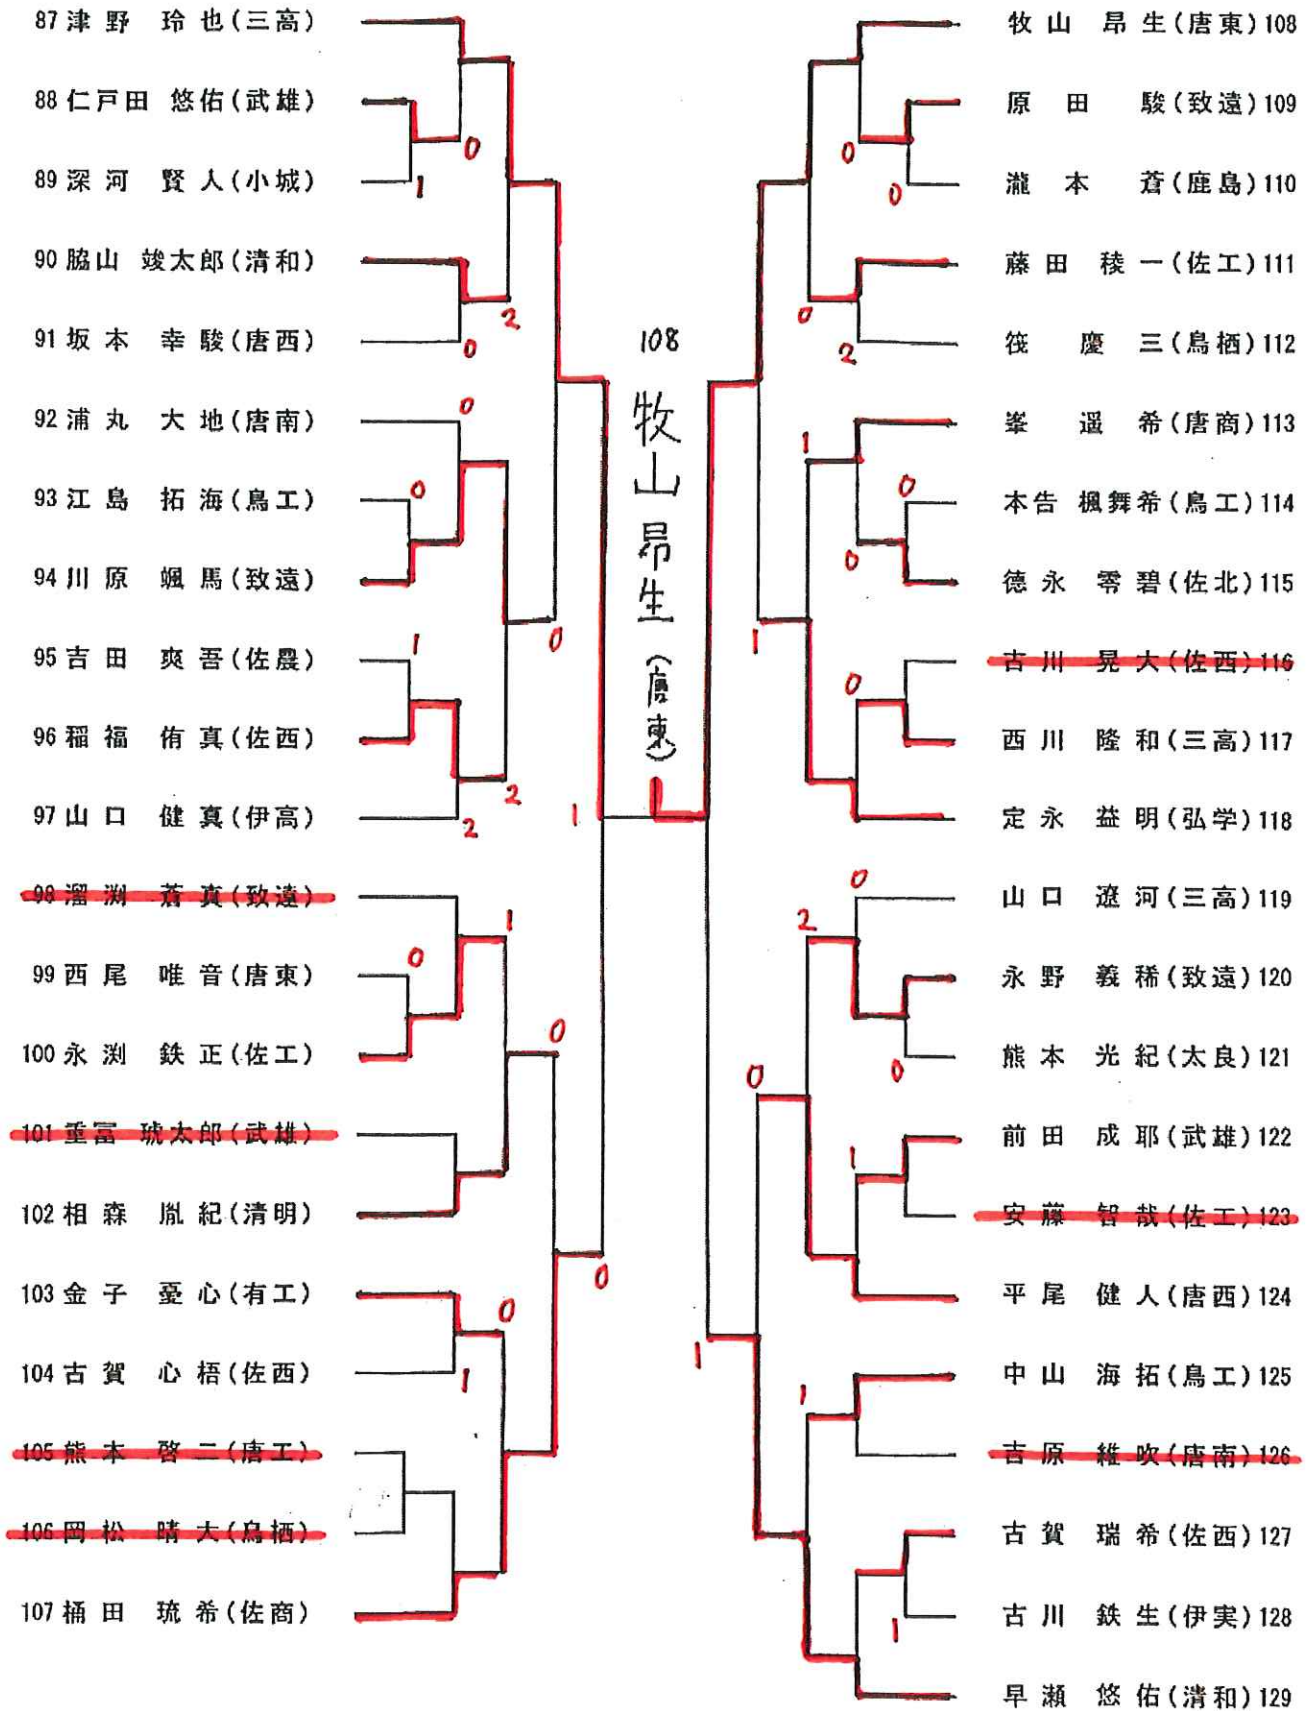 87 津野 玲也(三高)
88 仁戸田 悠佑(武雄)
0
89 深河 賢人(小城)
1
90 脇山 竣太郎(清和)
2
91 坂本 幸駿(唐西)
0
92 浦丸 大地(唐南)
0
93 江島 拓海(鳥工)
0
94 川原 颯馬(致遠)
95 吉田 爽吾(佐農)
1
0
96 稲福 侑真(佐西)
2
97 山口 健真(伊高)
2
1
98 溜渕 蒼真(致遠)
1
99 西尾 唯音(唐東)
0
100 永渕 鉄正(佐工)
0
101 重冨 琥太郎(武雄)
102 相森 胤紀(清明)
0
103 金子 憂心(有工)
0
104 古賀 心梧(佐西)
1
105 熊本 啓二(唐工)
106 岡松 晴大(鳥栖)
107 桶田 琉希(佐商)
108
牧山昂生(唐東)
牧山 昂生(唐東)108
原田 駿(致遠)109
0
瀧本 蒼(鹿島)110
0
藤田 稜一(佐工)111
0
筏 慶三(鳥栖)112
2
峯 遥希(唐商)113
1
本告 楓舞希(鳥工)114
0
徳永 零碧(佐北)115
0
古川 晃大(佐西)116
1
0
西川 隆和(三高)117
定永 益明(弘学)118
山口 遼河(三高)119
0
2
永野 義稀(致遠)120
熊本 光紀(太良)121
0
0
前田 成耶(武雄)122
1
安藤 智哉(佐工)123
平尾 健人(唐西)124
1
中山 海拓(鳥工)125
1
吉原 維吹(唐南)126
古賀 瑞希(佐西)127
古川 鉄生(伊実)128
1
早瀬 悠佑(清和)129